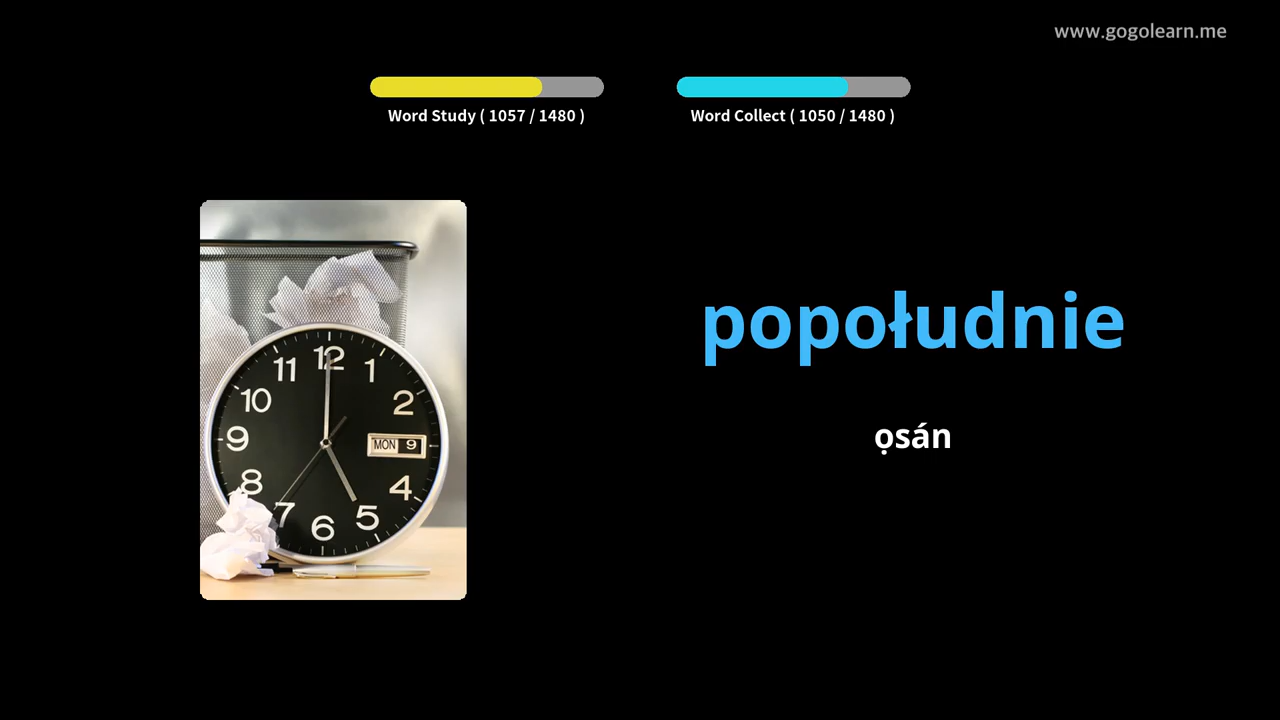 www.gogolearn.me
Word Study ( 1057 / 1480 )
Word Collect ( 1050 / 1480 )
popołudnie
ọsán
12
11
1
10
2
9
MON 9
8
4
7
5
6